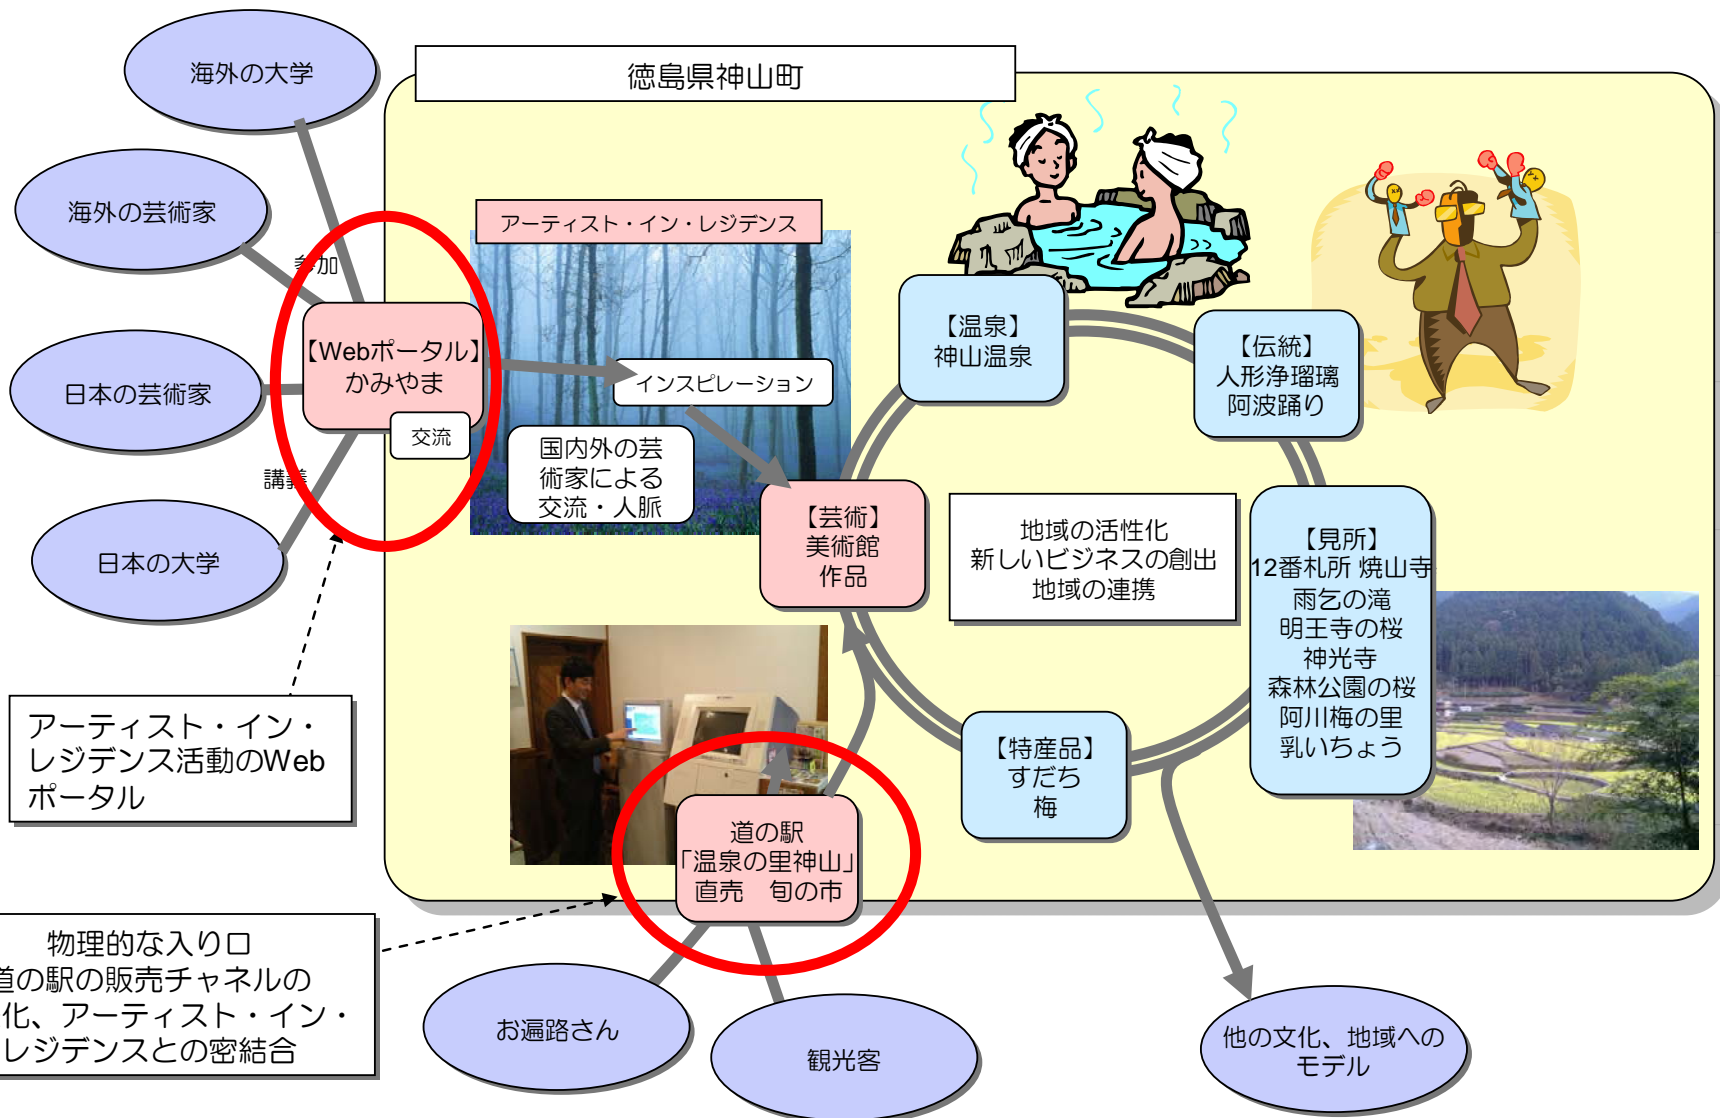 徳島県神山町
海外の大学
海外の芸術家
参加
日本の芸術家
講義
日本の大学
【Webポータル】
かみやま
交流
アーティスト・イン・レジデンス
インスピレーション
国内外の芸
術家による
交流・人脈
【温泉】
神山温泉
【伝統】
人形浄瑠璃
阿波踊り
【芸術】
美術館
作品
地域の活性化
新しいビジネスの創出
地域の連携
【見所】
12番札所 焼山寺
雨乞の滝
明王寺の桜
神光寺
森林公園の桜
阿川梅の里
乳いちょう
【特産品】
すだち
梅
アーティスト・イン・
レジデンス活動のWeb
ポータル
道の駅
「温泉の里神山」
直売　旬の市
物理的な入り口
道の駅の販売チャネルの
化、アーティスト・イン・
レジデンスとの密結合
お遍路さん
観光客
他の文化、地域への
モデル